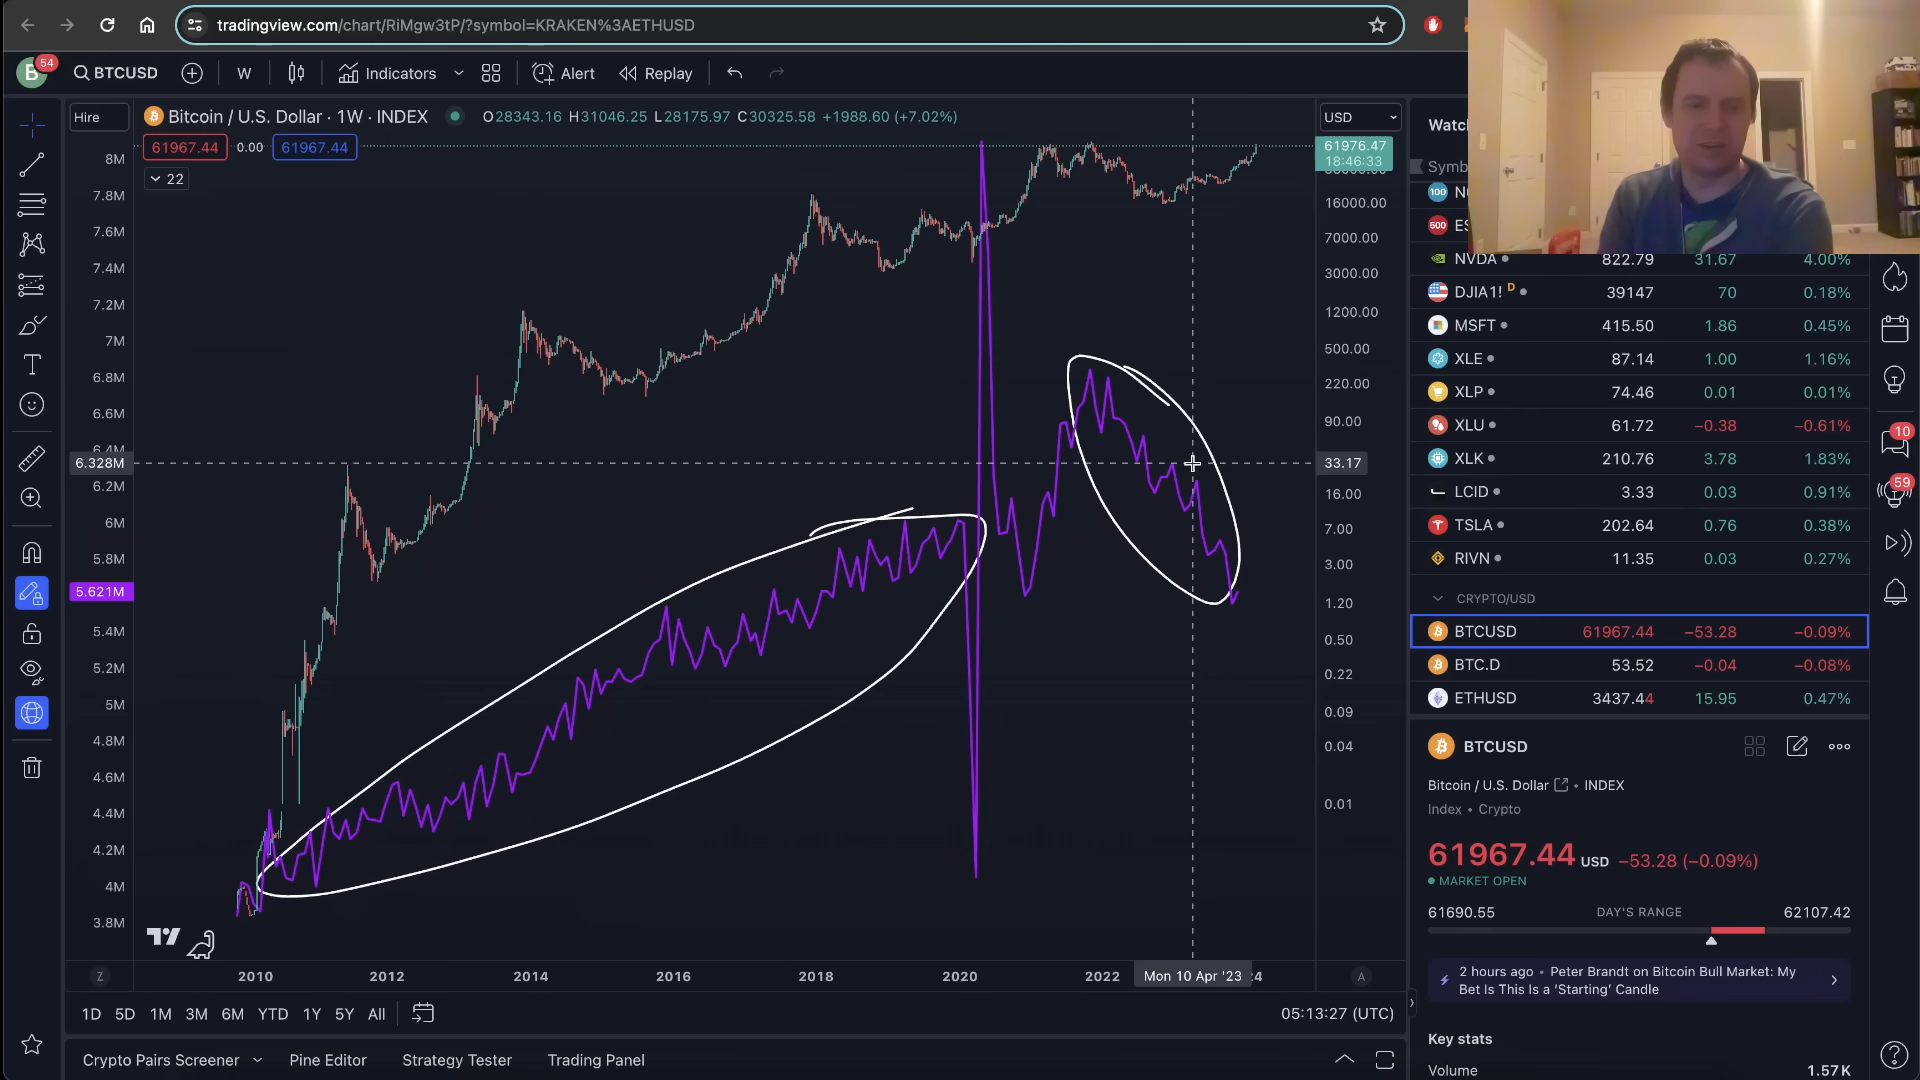 tradingview.com/chart/RiMgw3tP/?symbol=KRAKEN%3AETHUSD
B 54 BTCUSD W Indicators Alert Replay
Hire Bitcoin / U.S. Dollar · 1W · INDEX O28343.16 H31046.25 L28175.97 C30325.58 +1988.60 (+7.02%) USD
61967.44 0.00 61967.44
22
61976.47
18:46:33
8M
7.8M
7.6M
7.4M
7.2M
7M
6.8M
6.6M
6.328M
6.2M
6M
5.8M
5.621M
5.4M
5.2M
5M
4.8M
4.6M
4.4M
4.2M
4M
3.8M
16000.00
7000.00
3000.00
1200.00
500.00
220.00
90.00
33.17
16.00
7.00
3.00
1.20
0.50
0.22
0.09
0.04
0.01
Z 2010 2012 2014 2016 2018 2020 2022 Mon 10 Apr '23 A
1D 5D 1M 3M 6M YTD 1Y 5Y All 05:13:27 (UTC)
Crypto Pairs Screener Pine Editor Strategy Tester Trading Panel
100
500
NVDA 822.79 31.67 4.00%
DJIA1! D 39147 70 0.18%
MSFT 415.50 1.86 0.45%
XLE 87.14 1.00 1.16%
XLP 74.46 0.01 0.01%
XLU 61.72 −0.38 −0.61%
XLK 210.76 3.78 1.83%
LCID 3.33 0.03 0.91%
TSLA 202.64 0.76 0.38%
RIVN 11.35 0.03 0.27%
CRYPTO/USD
BTCUSD 61967.44 −53.28 −0.09%
BTC.D 53.52 −0.04 −0.08%
ETHUSD 3437.44 15.95 0.47%
BTCUSD
Bitcoin / U.S. Dollar • INDEX
Index • Crypto
61967.44 USD −53.28 (−0.09%)
MARKET OPEN
61690.55 DAY'S RANGE 62107.42
2 hours ago • Peter Brandt on Bitcoin Bull Market: My
Bet Is This Is a 'Starting' Candle
Key stats
Volume 1.57K
10
59